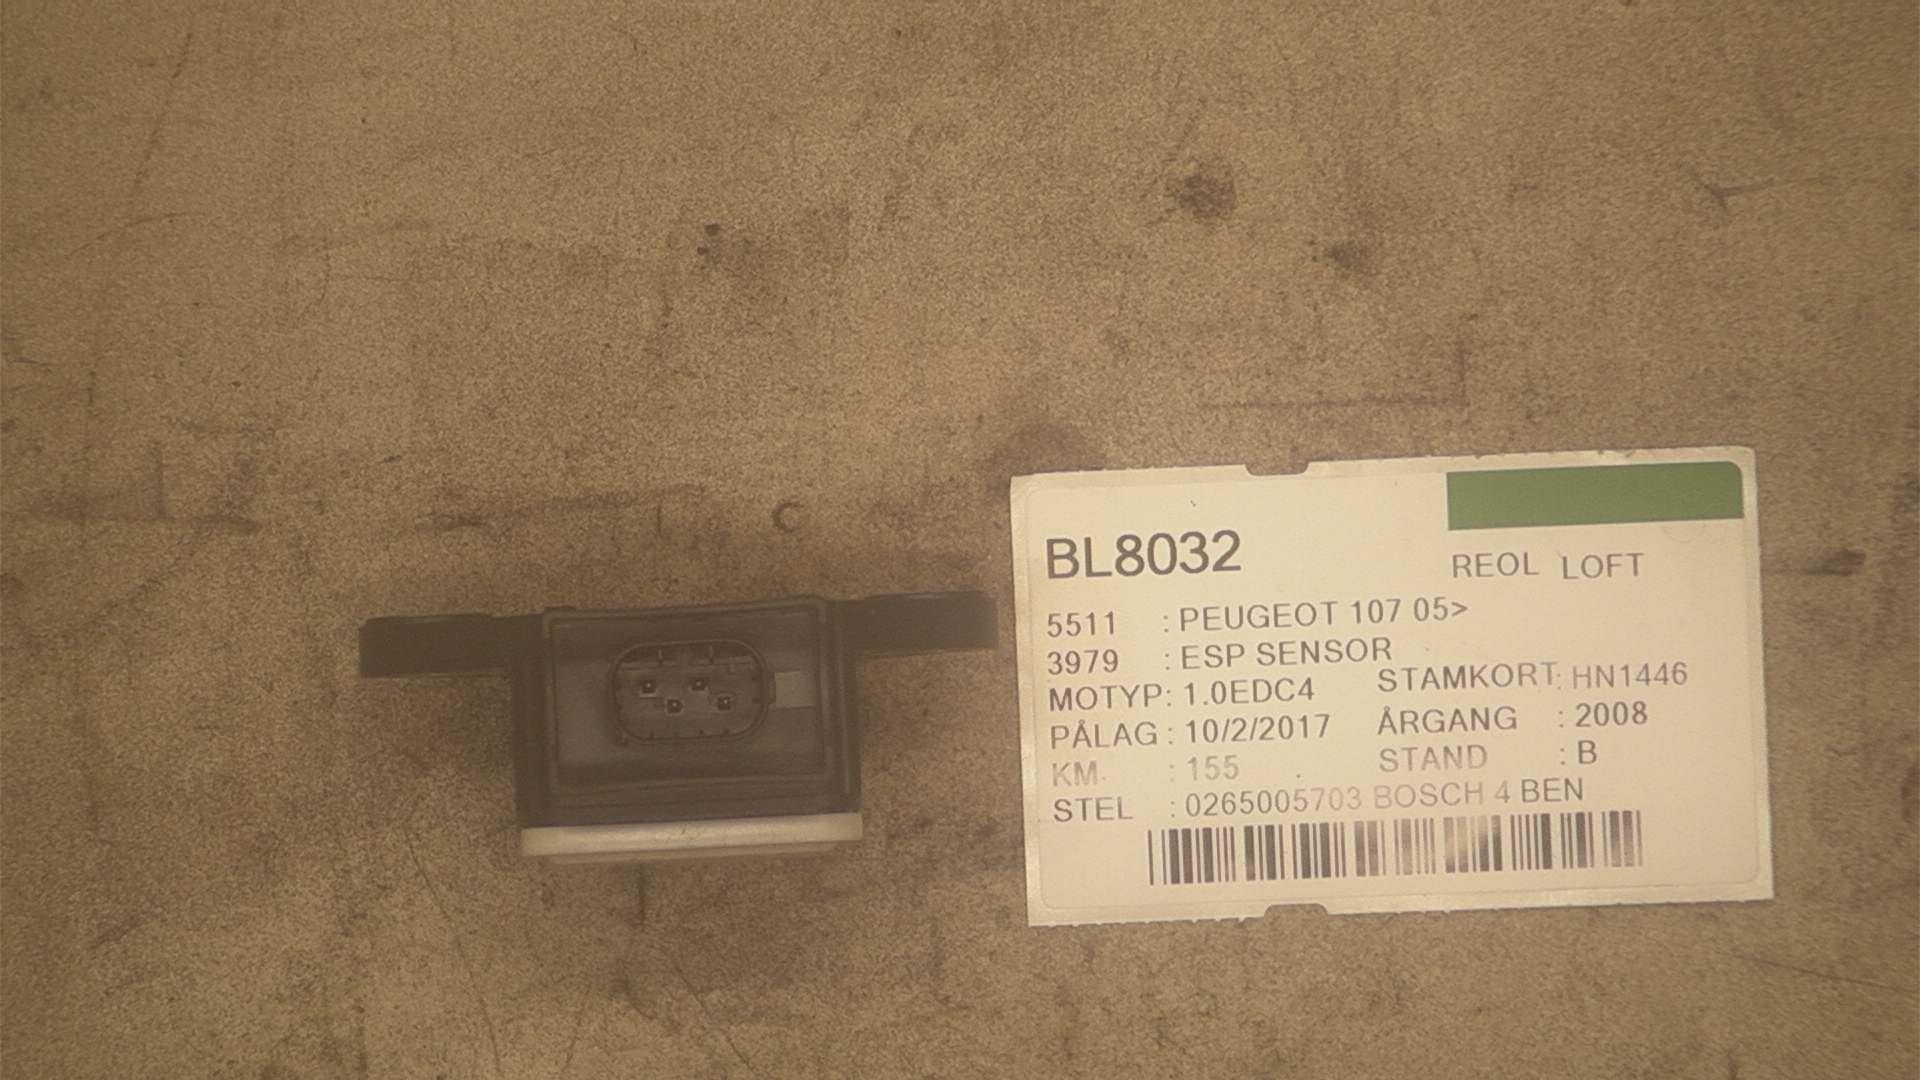 BL8032
REOL LOFT
5511 : PEUGEOT 107 05>
3979 : ESP SENSOR
MOTYP: 1.0EDC4 STAMKORT: HN1446
PÅLAG : 10/2/2017 ÅRGANG : 2008
KM. : 155 STAND : B
STEL : 0265005703 BOSCH 4 BEN